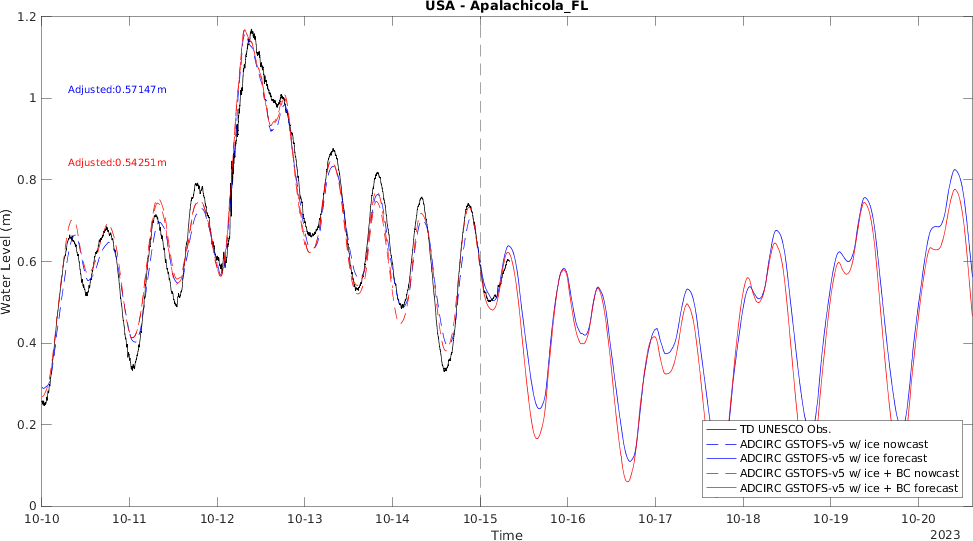 USA - Apalachicola_FL
1.2
1
0.8
0.6
0.4
0.2
0
Water Level (m)
Adjusted:0.57147m
Adjusted:0.54251m
TD UNESCO Obs.
ADCIRC GSTOFS-v5 w/ ice nowcast
ADCIRC GSTOFS-v5 w/ ice forecast
ADCIRC GSTOFS-v5 w/ ice + BC nowcast
ADCIRC GSTOFS-v5 w/ ice + BC forecast
10-10 10-11 10-12 10-13 10-14 10-15 10-16 10-17 10-18 10-19 10-20
Time
2023